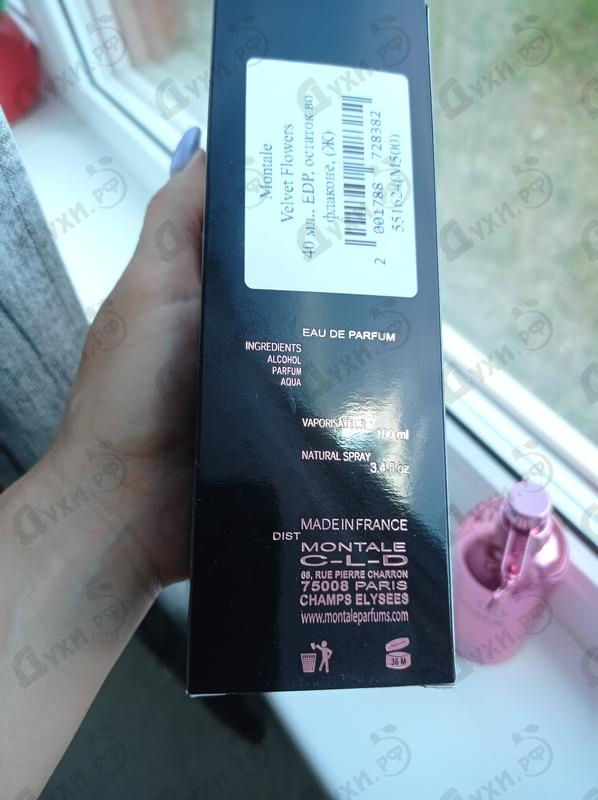 Montale
Velvet Flowers
40 мл., EDP, остаток во
флаконе, (Ж)
2 001788 728382
551624(M500)
EAU DE PARFUM
INGREDIENTS
ALCOHOL
PARFUM
AQUA
VAPORISATEUR
100 ml
NATURAL SPRAY
3,4 fl oz
MADE IN FRANCE
DIST
MONTALE
C-L-D
68, RUE PIERRE CHARRON
75008 PARIS
CHAMPS ELYSEES
www.montaleparfums.com
36 M
Духи.рф